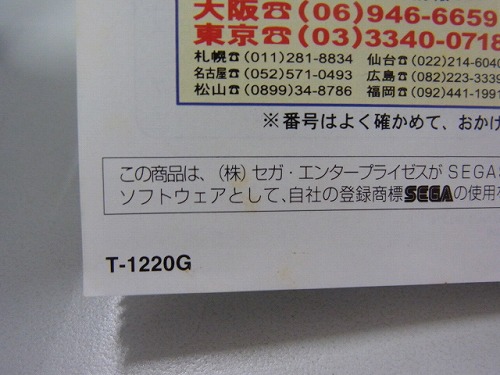 大阪☎(06)946-6659
東京☎(03)3340-0718
札幌☎(011)281-8834 仙台☎(022)214-6040
名古屋☎(052)571-0493 広島☎(082)223-3339
松山☎(0899)34-8786 福岡☎(092)441-1991
※番号はよく確かめて、おかけ
この商品は、(株)セガ・エンタープライゼスがSEGA
ソフトウェアとして、自社の登録商標SEGAの使用を
T-1220G